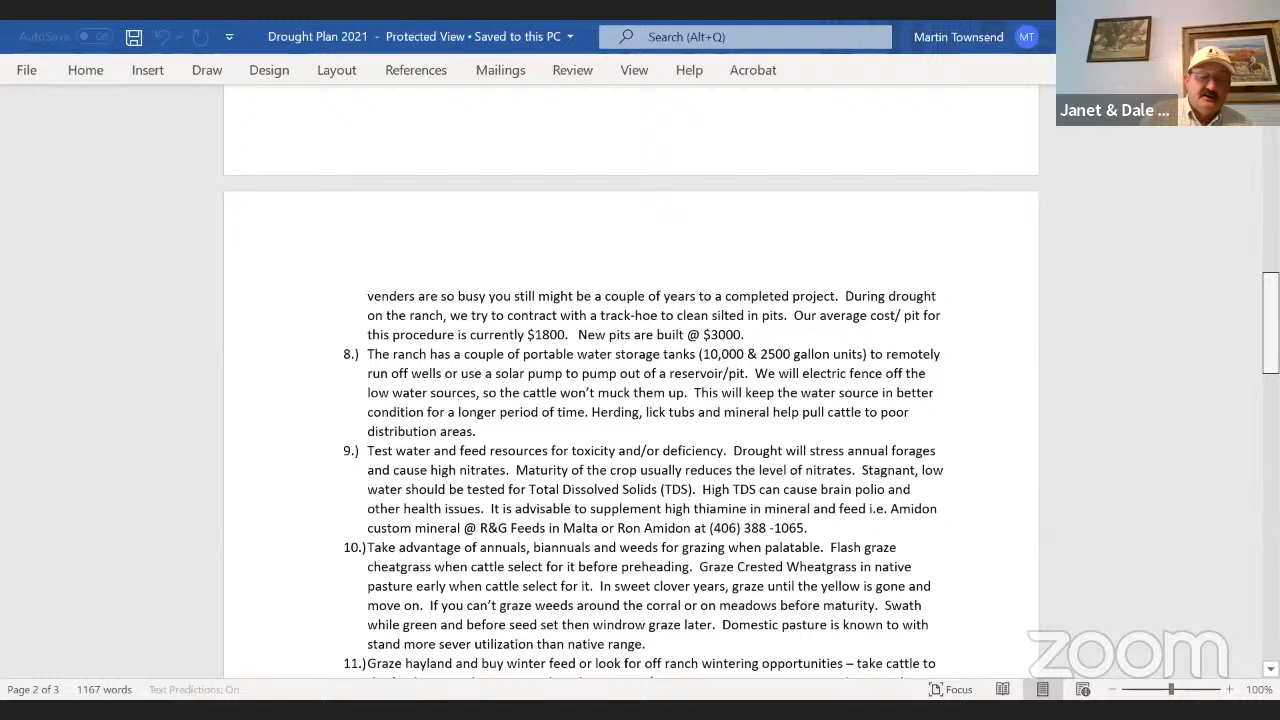 AutoSave Off
Drought Plan 2021 - Protected View • Saved to this PC
Search (Alt+Q)
Martin Townsend
MT
File Home Insert Draw Design Layout References Mailings Review View Help Acrobat
Janet & Dale ...
venders are so busy you still might be a couple of years to a completed project. During drought
on the ranch, we try to contract with a track-hoe to clean silted in pits. Our average cost/ pit for
this procedure is currently $1800. New pits are built @ $3000.
8.) The ranch has a couple of portable water storage tanks (10,000 & 2500 gallon units) to remotely
run off wells or use a solar pump to pump out of a reservoir/pit. We will electric fence off the
low water sources, so the cattle won't muck them up. This will keep the water source in better
condition for a longer period of time. Herding, lick tubs and mineral help pull cattle to poor
distribution areas.
9.) Test water and feed resources for toxicity and/or deficiency. Drought will stress annual forages
and cause high nitrates. Maturity of the crop usually reduces the level of nitrates. Stagnant, low
water should be tested for Total Dissolved Solids (TDS). High TDS can cause brain polio and
other health issues. It is advisable to supplement high thiamine in mineral and feed i.e. Amidon
custom mineral @ R&G Feeds in Malta or Ron Amidon at (406) 388 -1065.
10.) Take advantage of annuals, biannuals and weeds for grazing when palatable. Flash graze
cheatgrass when cattle select for it before preheading. Graze Crested Wheatgrass in native
pasture early when cattle select for it. In sweet clover years, graze until the yellow is gone and
move on. If you can't graze weeds around the corral or on meadows before maturity. Swath
while green and before seed set then windrow graze later. Domestic pasture is known to with
stand more sever utilization than native range.
11.) Graze hayland and buy winter feed or look for off ranch wintering opportunities – take cattle to
zoom
Page 2 of 3 1167 words Text Predictions: On
Focus
100%